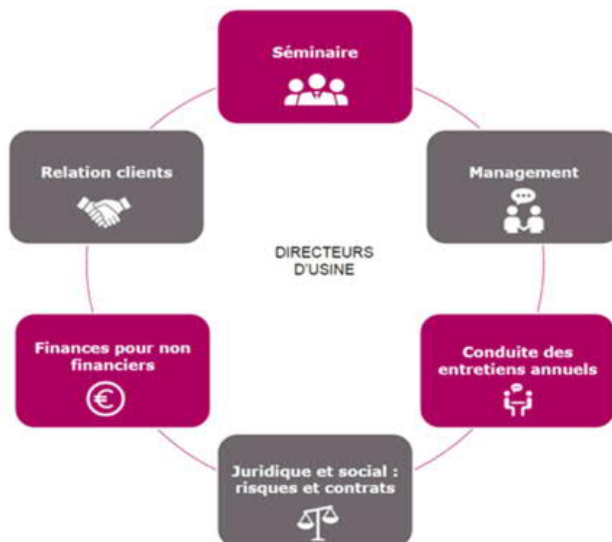 Séminaire
Relation clients
Management
DIRECTEURS
D'USINE
Finances pour non
financiers
€
Conduite des
entretiens annuels
Juridique et social :
risques et contrats